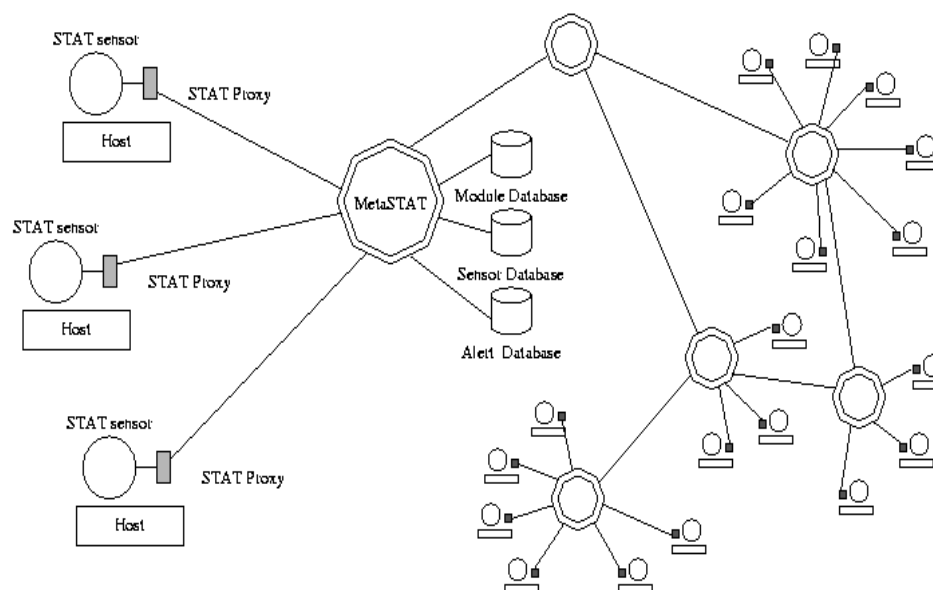 STAT sensor
STAT Proxy
Host
MetaSTAT
Module Database
STAT sensor
STAT Proxy
Sensor Database
Host
Alert Database
STAT sensor
STAT Proxy
Host